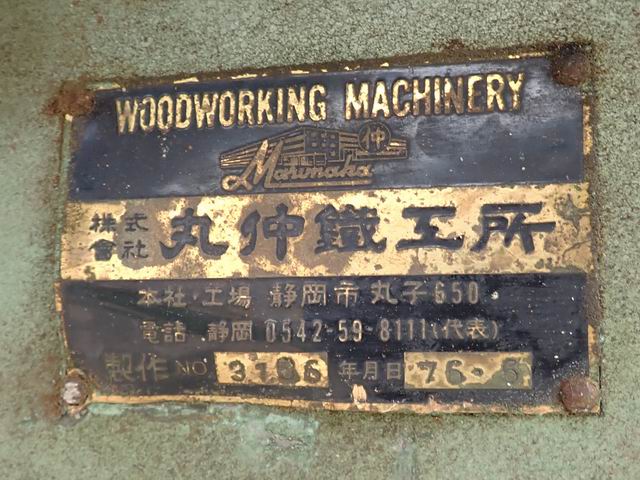 WOODWORKING MACHINERY
仲
Marunaka
株式會社 丸仲鐵工所
本社・工場 静岡市丸子650
電話 静岡 0542-59-8111(代表)
製作NO 年月日 76・